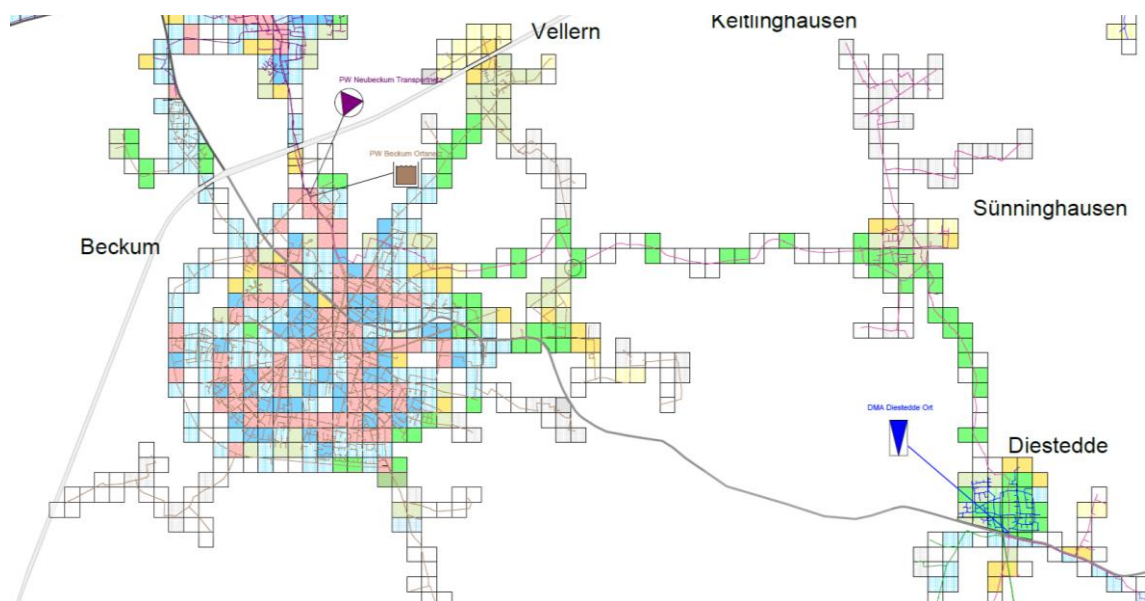 Keitlinghausen
Vellern
PW Neubeckum Transportnetz
PW Beckum Ortsnetz
Sünninghausen
Beckum
DMA Diestedde Ort
Diestedde